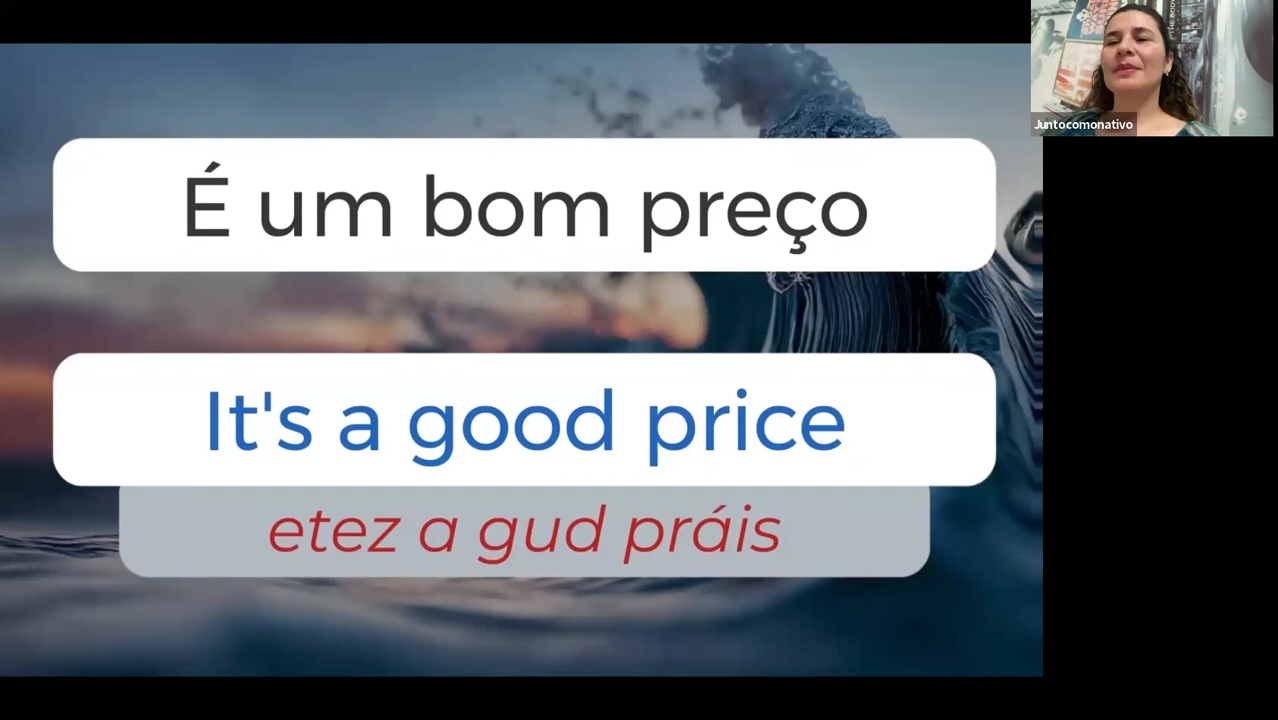 É um bom preço
It's a good price
etez a gud práis
Juntocomonativo